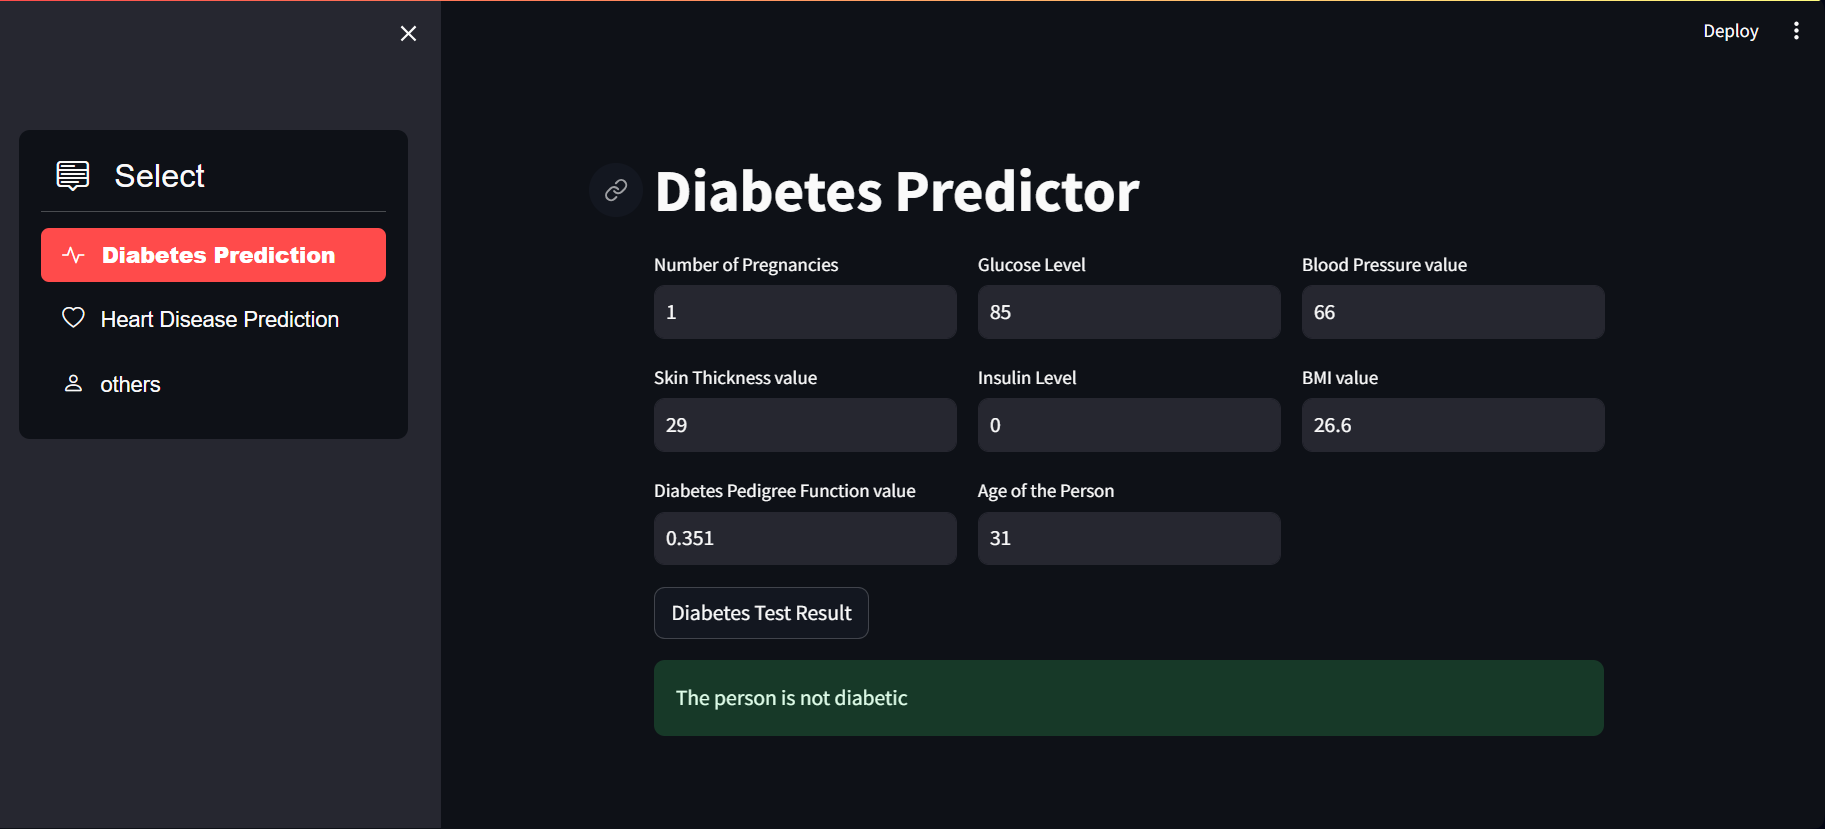 Deploy
Select
Diabetes Prediction
Heart Disease Prediction
others
Diabetes Predictor
Number of Pregnancies
Glucose Level
Blood Pressure value
1
85
66
Skin Thickness value
Insulin Level
BMI value
29
0
26.6
Diabetes Pedigree Function value
Age of the Person
0.351
31
Diabetes Test Result
The person is not diabetic